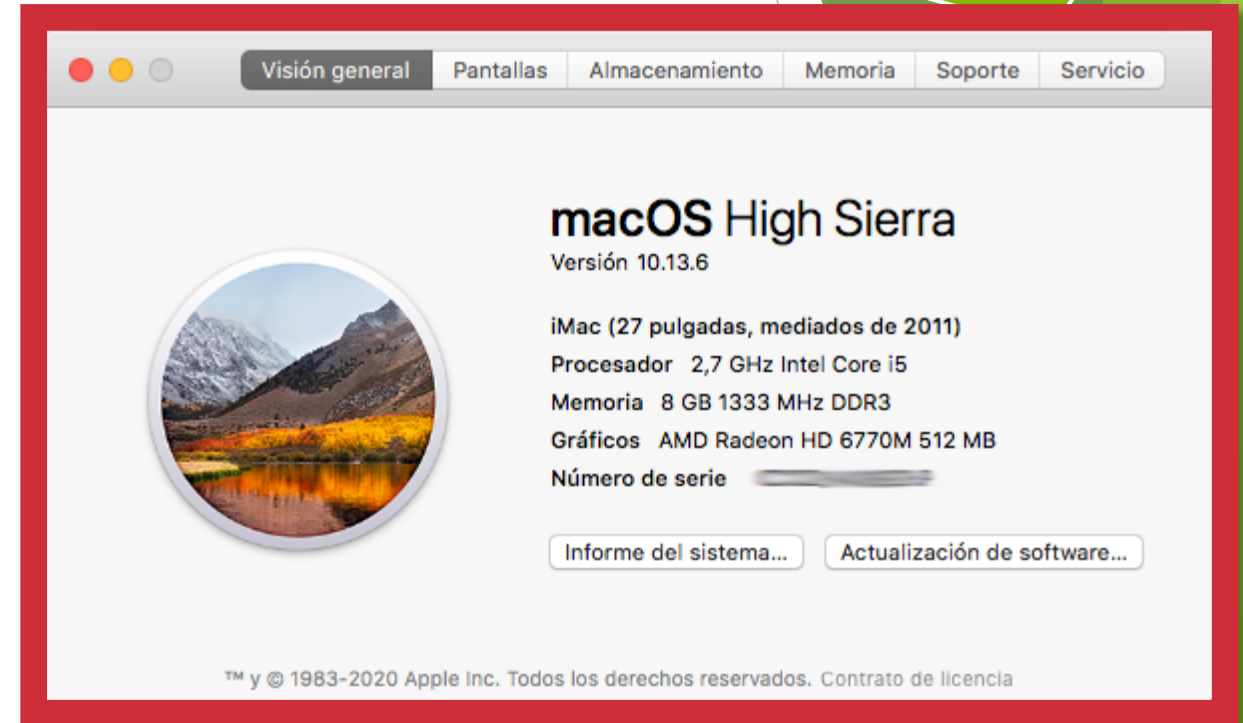 Visión general Pantallas Almacenamiento Memoria Soporte Servicio
macOS High Sierra
Versión 10.13.6
iMac (27 pulgadas, mediados de 2011)
Procesador 2,7 GHz Intel Core i5
Memoria 8 GB 1333 MHz DDR3
Gráficos AMD Radeon HD 6770M 512 MB
Número de serie
Informe del sistema... Actualización de software...
™ y © 1983-2020 Apple Inc. Todos los derechos reservados. Contrato de licencia